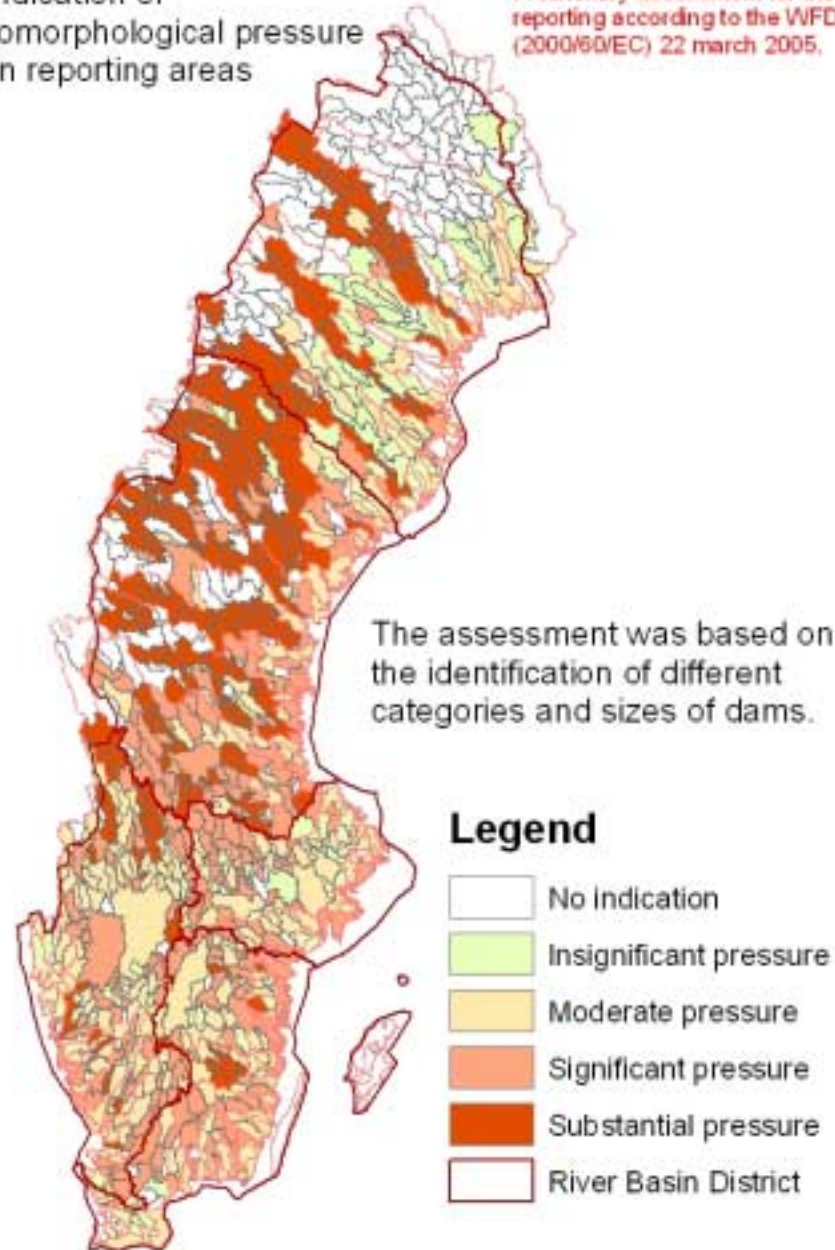 omorphological pressure
n reporting areas
reporting according to the WFD
(2000/60/EC) 22 march 2005.
The assessment was based on
the identification of different
categories and sizes of dams.
Legend
No indication
Insignificant pressure
Moderate pressure
Significant pressure
Substantial pressure
River Basin District